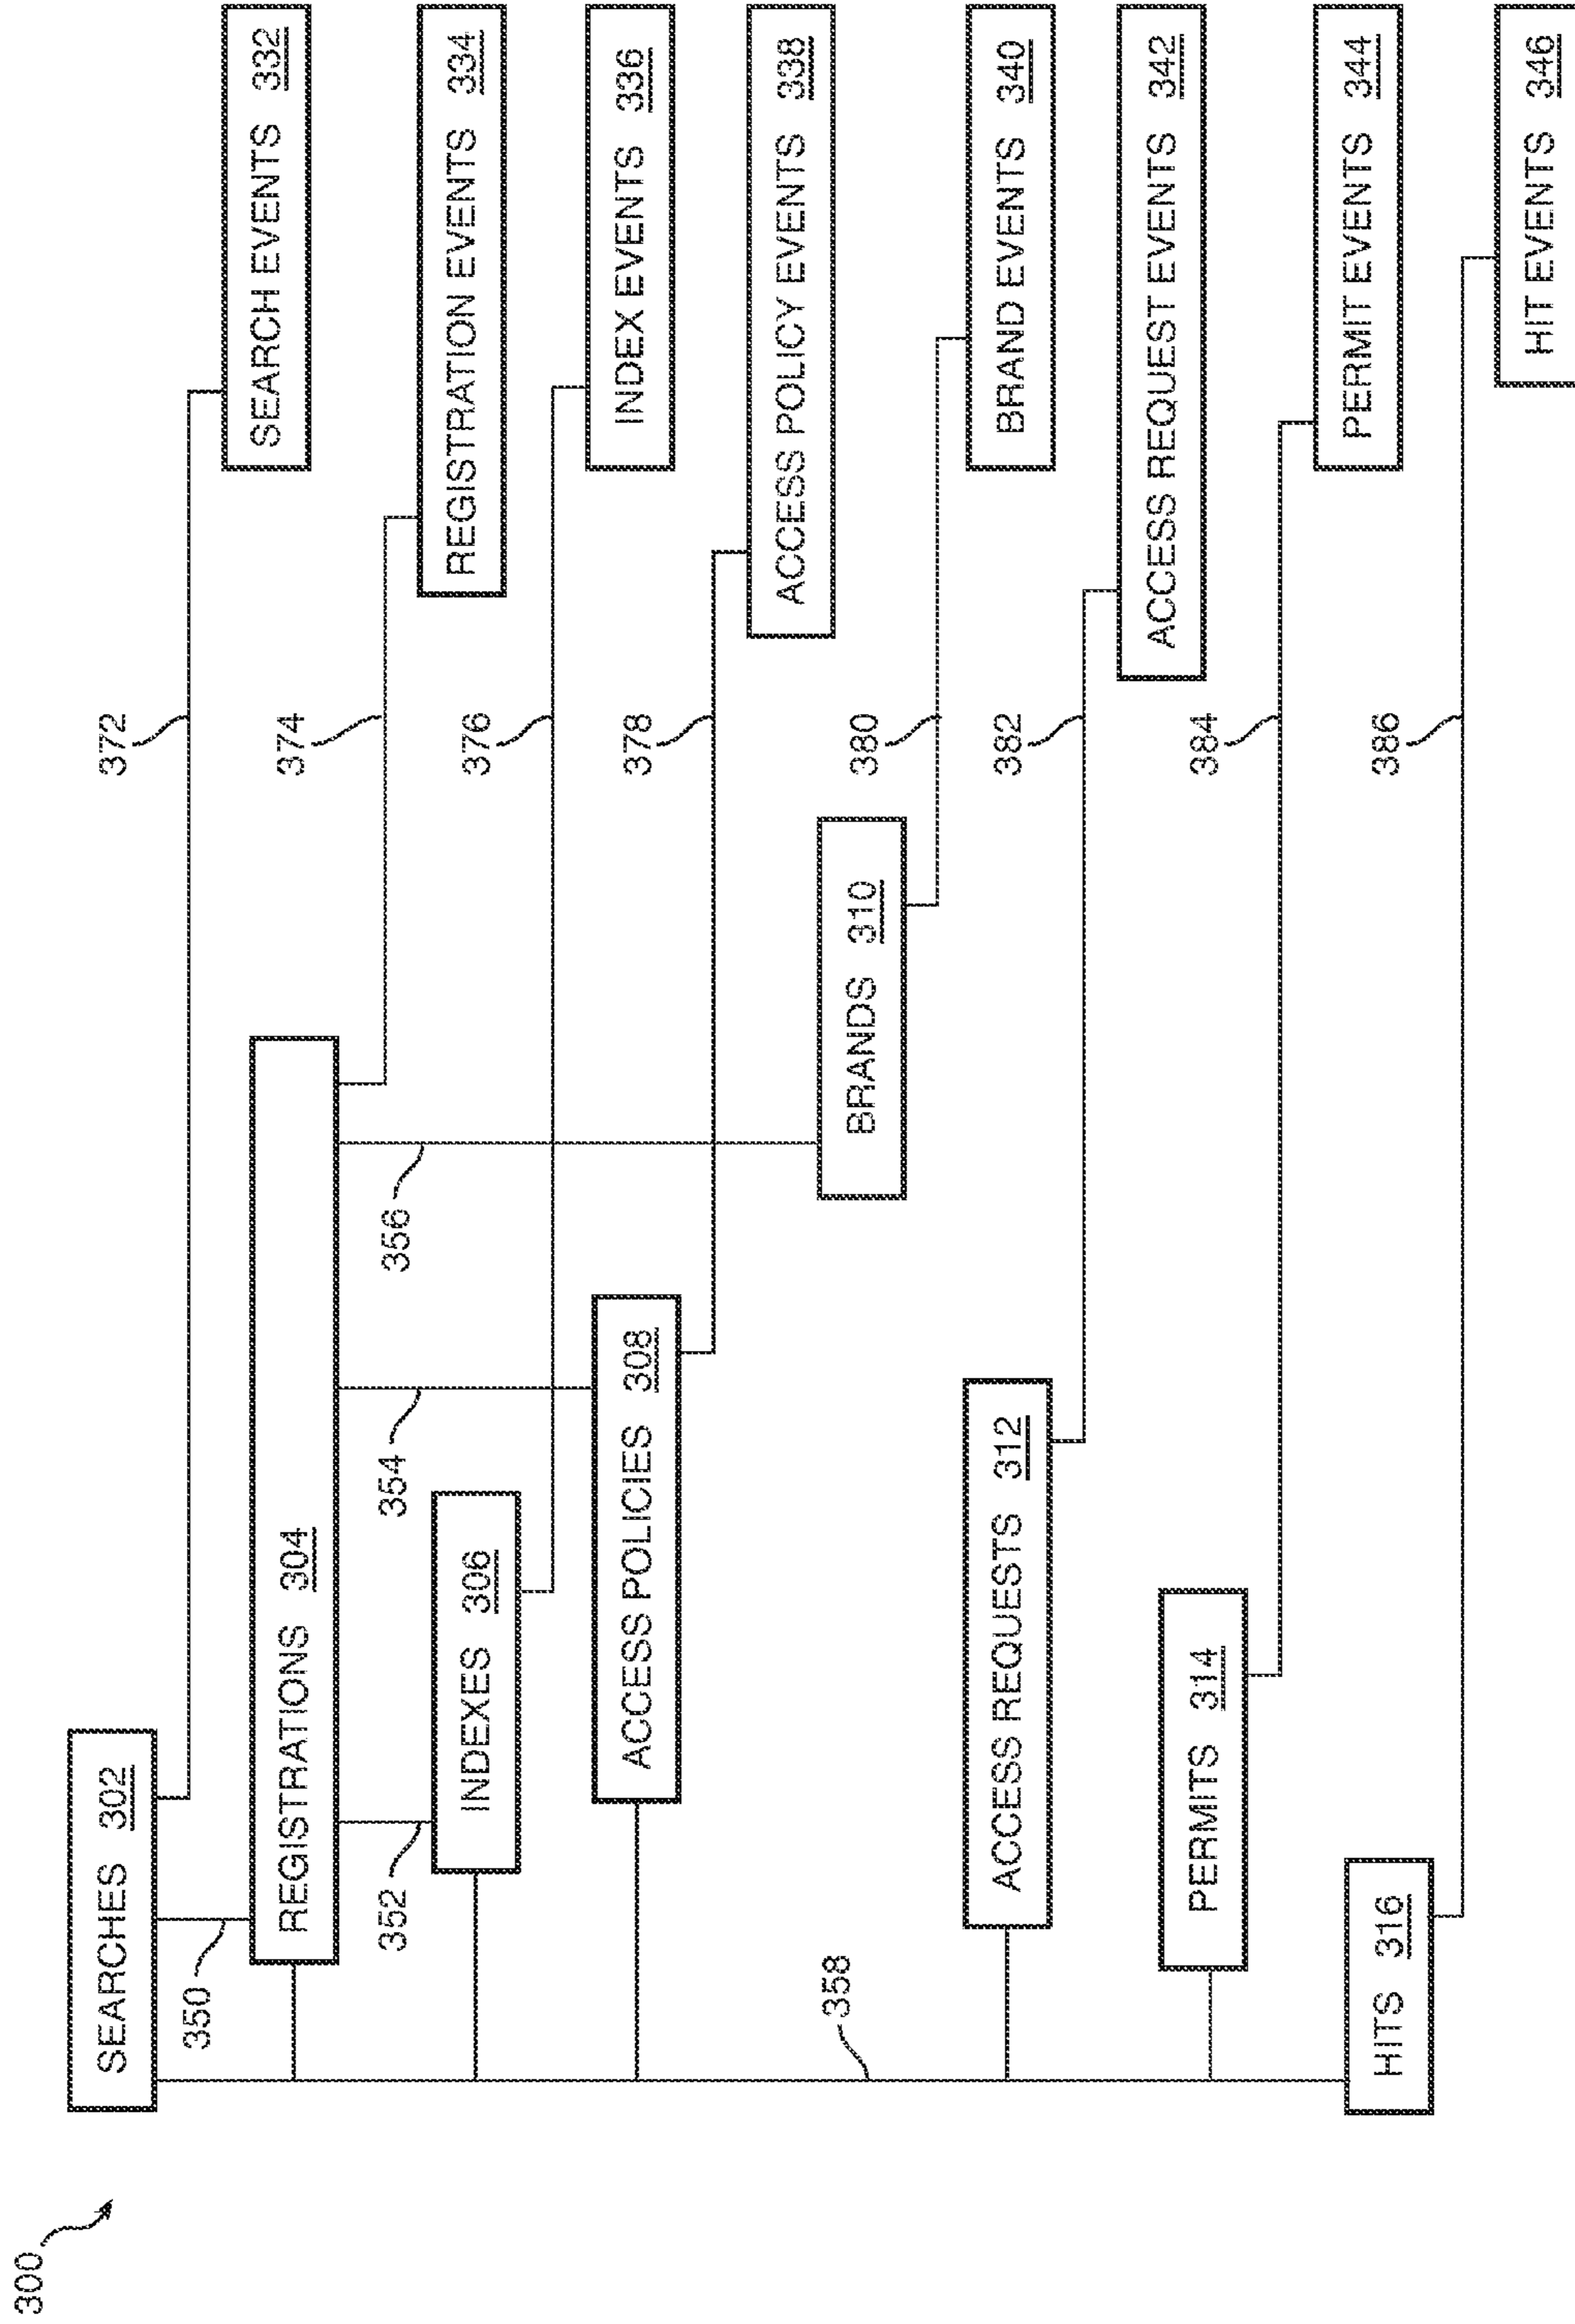 300
SEARCHES 302
350
372
SEARCH EVENTS 332
REGISTRATIONS 304
374
REGISTRATION EVENTS 334
352
354
356
INDEXES 306
376
INDEX EVENTS 336
ACCESS POLICIES 308
378
ACCESS POLICY EVENTS 338
358
BRANDS 310
380
BRAND EVENTS 340
ACCESS REQUESTS 312
382
ACCESS REQUEST EVENTS 342
PERMITS 314
384
PERMIT EVENTS 344
HITS 316
386
HIT EVENTS 346